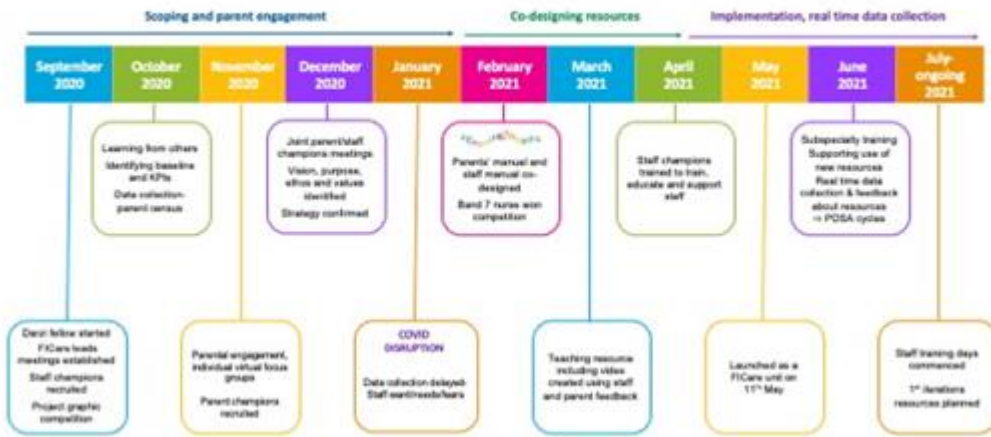 Scoping and parent engagement
Co-designing resources
Implementation, real time data collection
September
2020
October
2020
November
2020
December
2020
January
2021
February
2021
March
2021
April
2021
May
2021
June
2021
July-
ongoing
2021
Learning from others
Identifying baseline
and KPIs
Data collection-
parent census
Joint parent/staff
champions meetings
Vision, purpose,
ethos and values
identified
Strategy confirmed
Parents' manual and
staff manual co-
designed
Band 7 nurse won
competition
Staff champions
trained to train,
educate and support
staff
Subspecialty training
Supporting use of
new resources
Real time data
collection & feedback
about resources
⇒ PDSA cycles
Darzi fellow started
FICare leads
meetings established
Staff champions
recruited
Project graphic
competition
Parental engagement,
individual virtual focus
groups
Parent champions
recruited
COVID
DISRUPTION
Data collection delayed-
Staff want/needs/fears
Teaching resource
including video
created using staff
and parent feedback
Launched as a
FICare unit on
11th May
Staff training days
commenced
1st iterations
resources planned